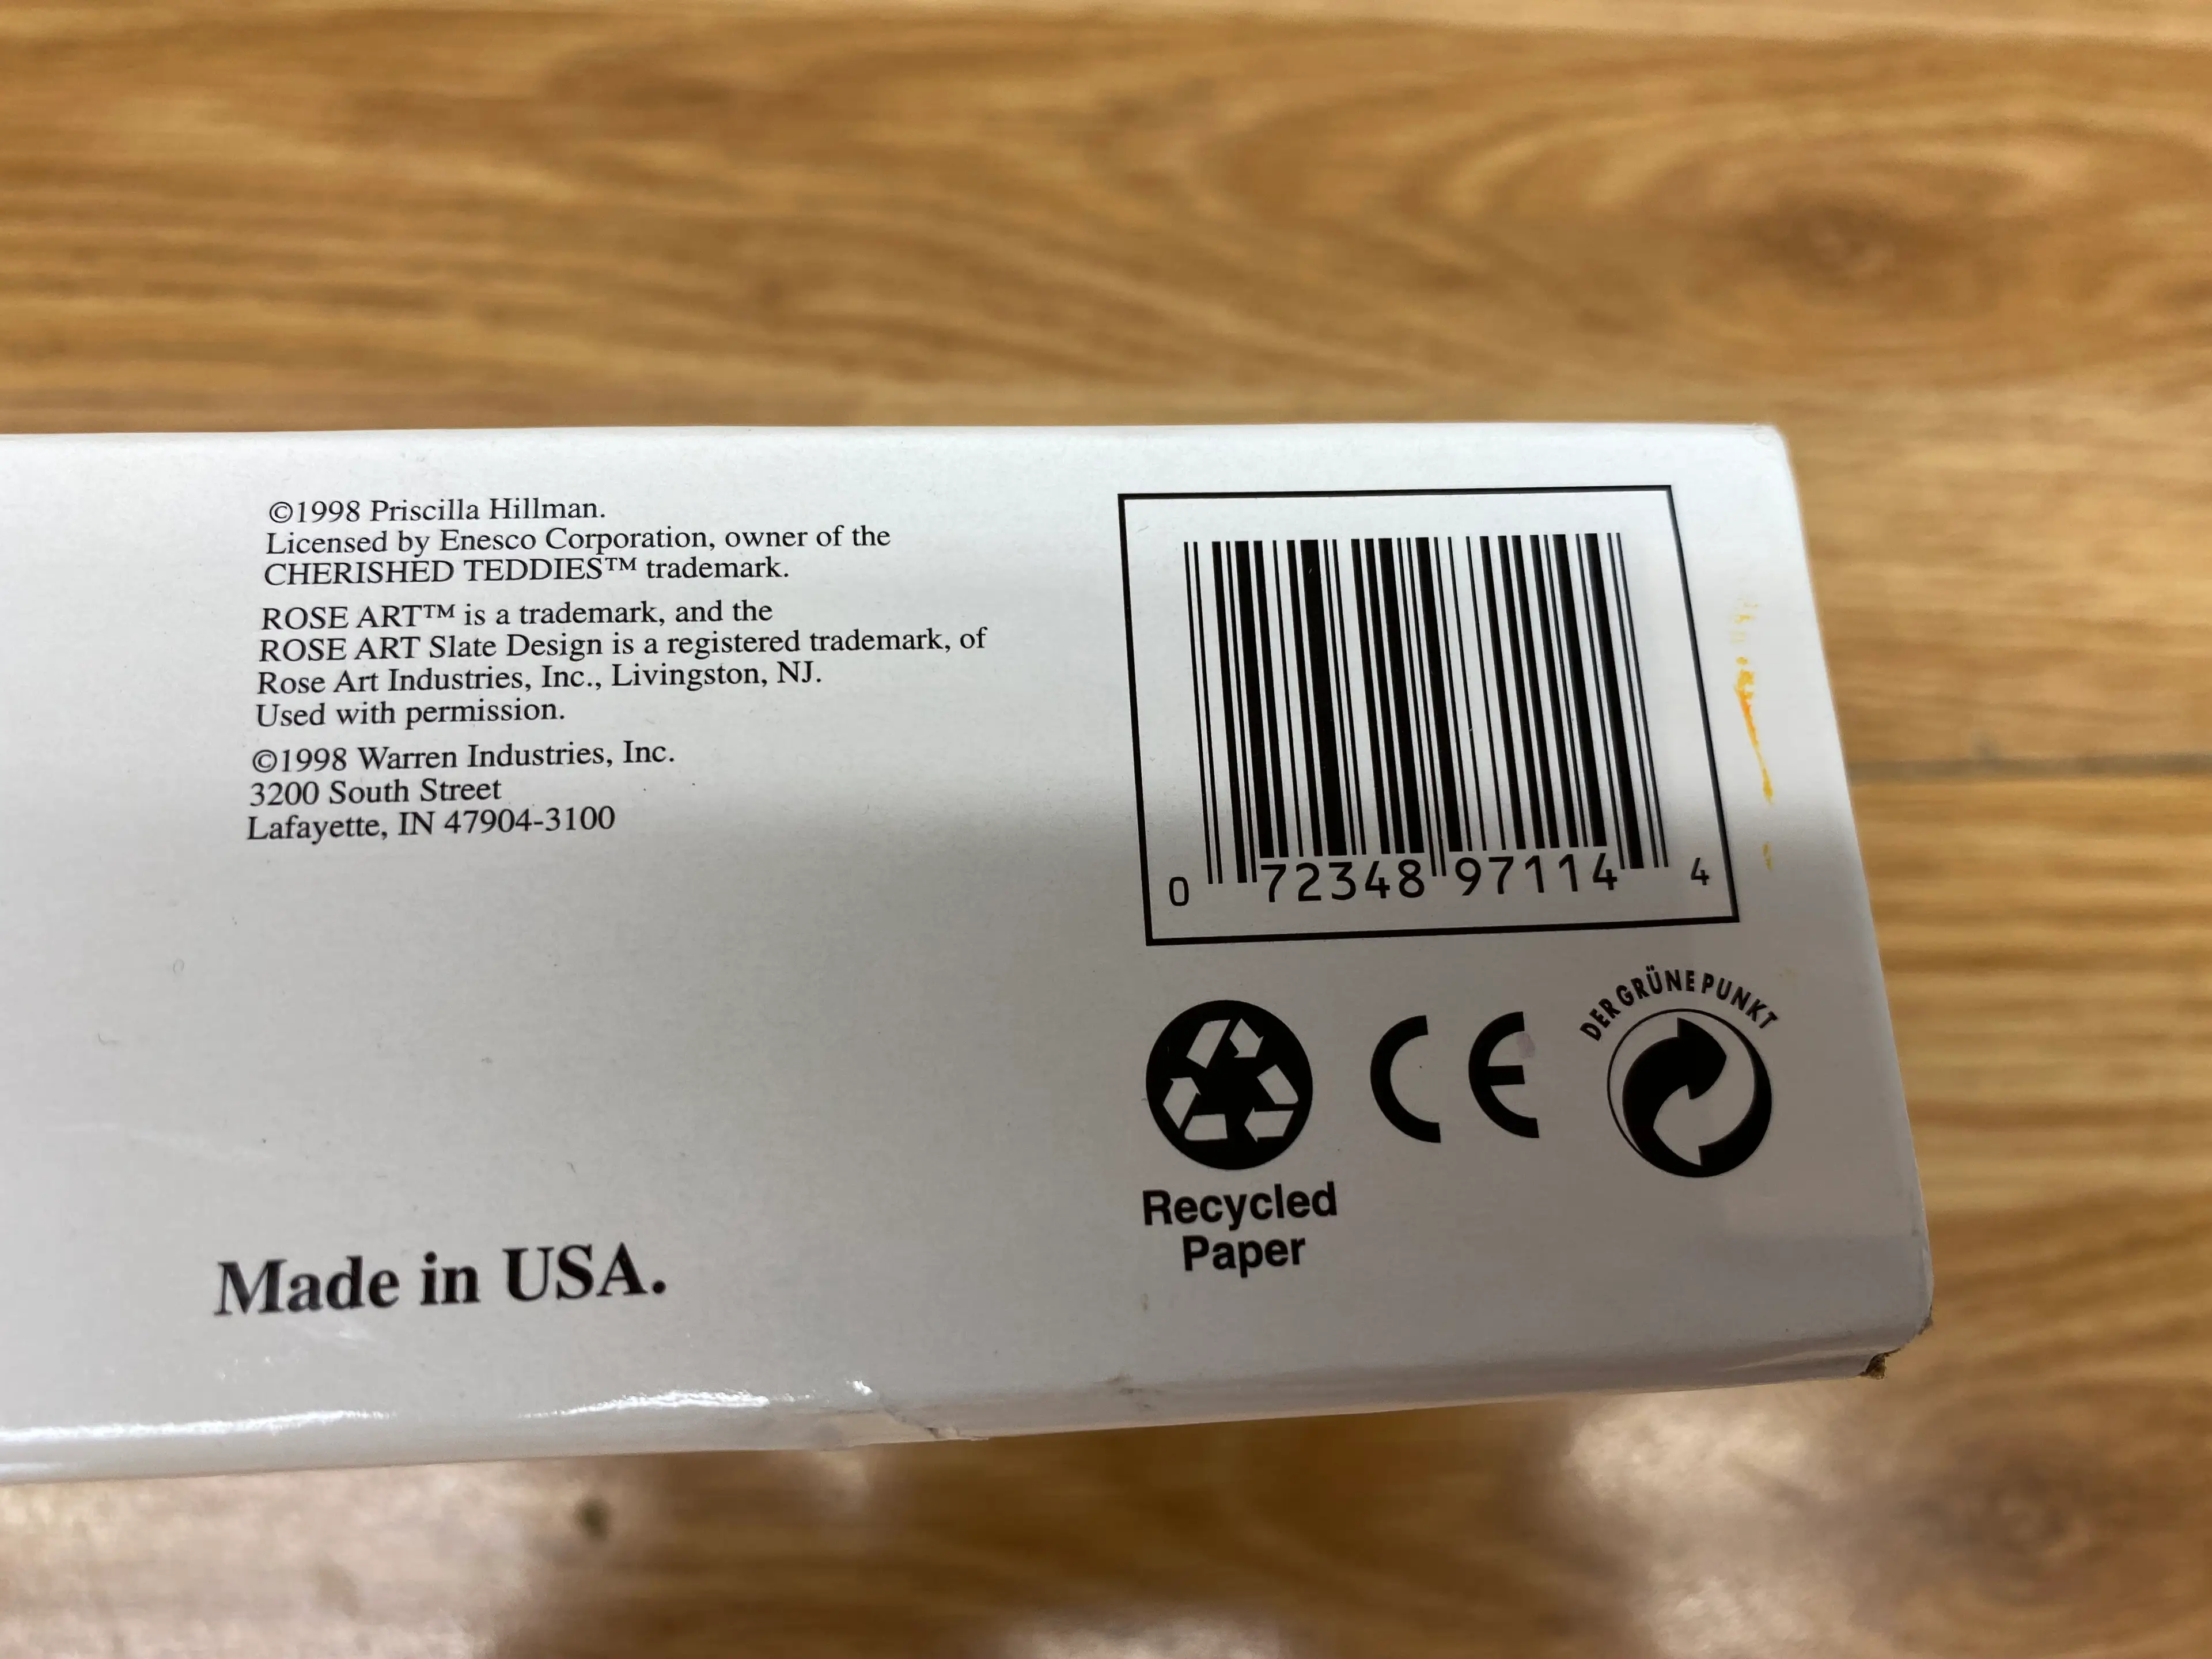 ©1998 Priscilla Hillman.
Licensed by Enesco Corporation, owner of the
CHERISHED TEDDIES™ trademark.
ROSE ART™ is a trademark, and the
ROSE ART Slate Design is a registered trademark, of
Rose Art Industries, Inc., Livingston, NJ.
Used with permission.
©1998 Warren Industries, Inc.
3200 South Street
Lafayette, IN 47904-3100
Made in USA.
0 72348 97114 4
Recycled
Paper
CE
DER GRÜNE PUNKT